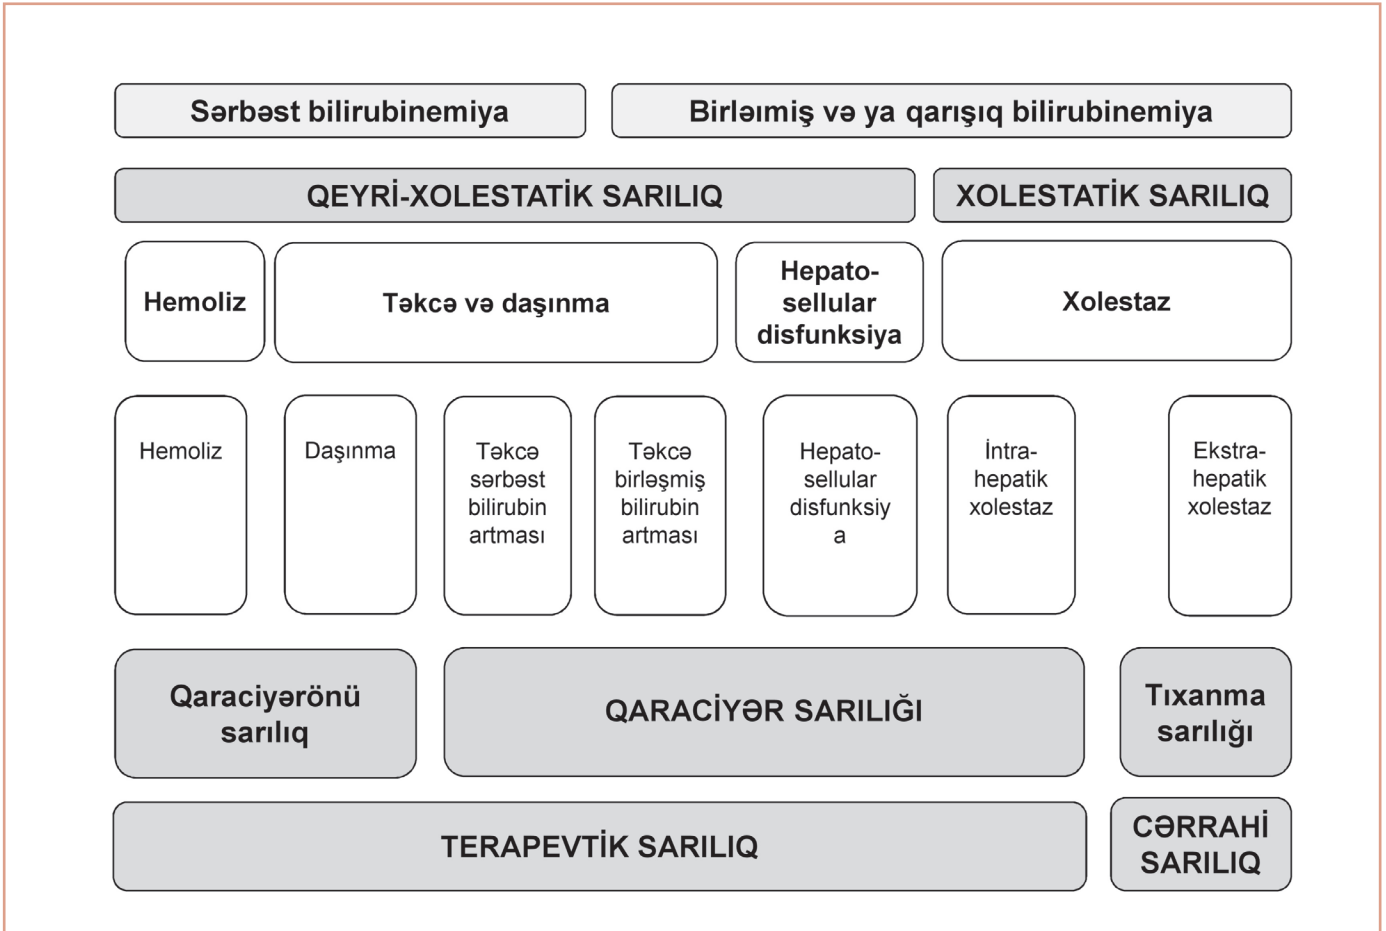 Sərbəst bilirubinemiya
Birləımiş və ya qarışıq bilirubinemiya
QEYRİ-XOLESTATİK SARILIQ
XOLESTATİK SARILIQ
Hemoliz
Təkcə və daşınma
Hepato-
sellular
disfunksiya
Xolestaz
Hemoliz
Daşınma
Təkcə
sərbəst
bilirubin
artması
Təkcə
birləşmiş
bilirubin
artması
Hepato-
sellular
disfunksiy
a
İntra-
hepatik
xolestaz
Ekstra-
hepatik
xolestaz
Qaraciyərönü
sarılıq
QARACİYƏR SARILIĞI
Tıxanma
sarılığı
TERAPEVTİK SARILIQ
CƏRRAHİ
SARILIQ